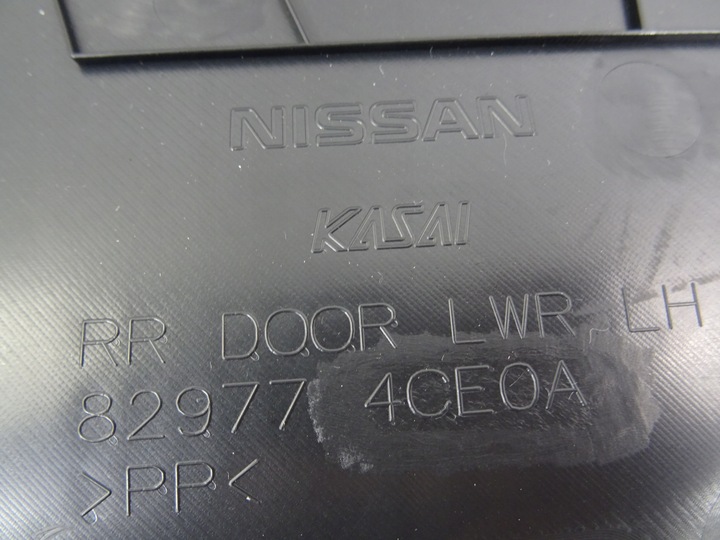 NISSAN
KASAI
RR DOOR LWR LH
82977 4CE0A
>PP<